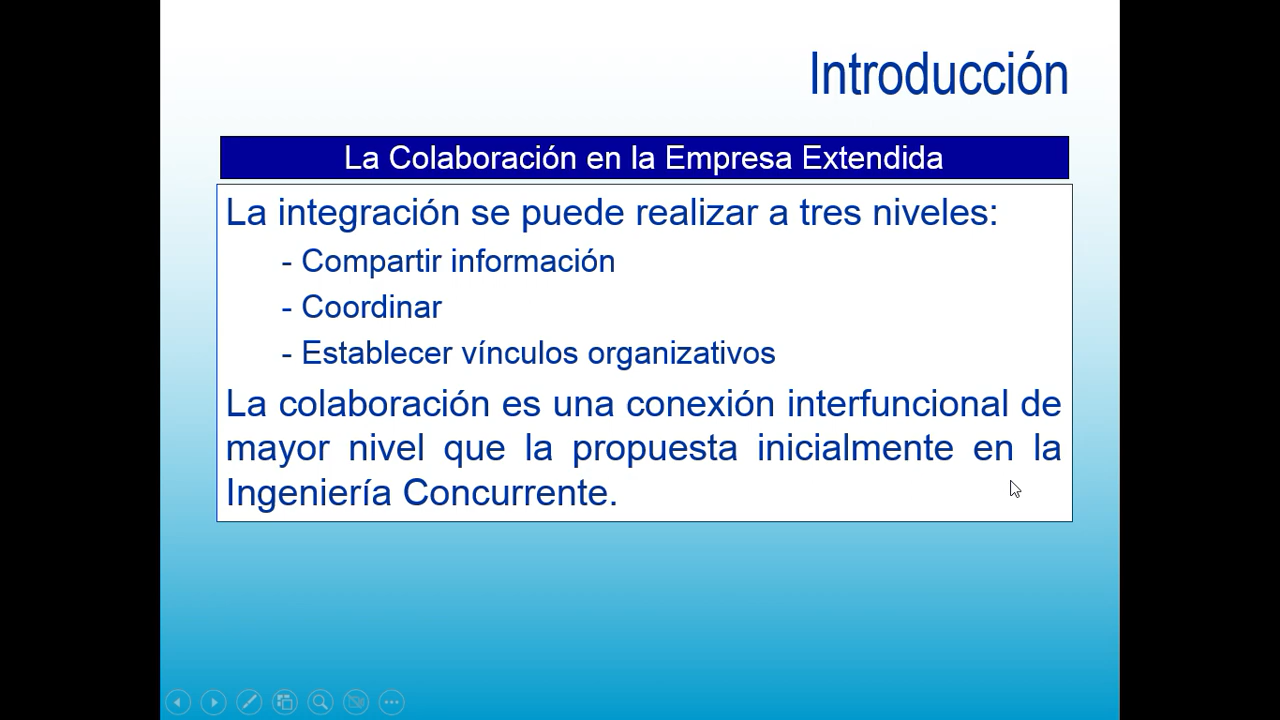 Introducción
La Colaboración en la Empresa Extendida
La integración se puede realizar a tres niveles:
- Compartir información
- Coordinar
- Establecer vínculos organizativos
La colaboración es una conexión interfuncional de
mayor nivel que la propuesta inicialmente en la
Ingeniería Concurrente.